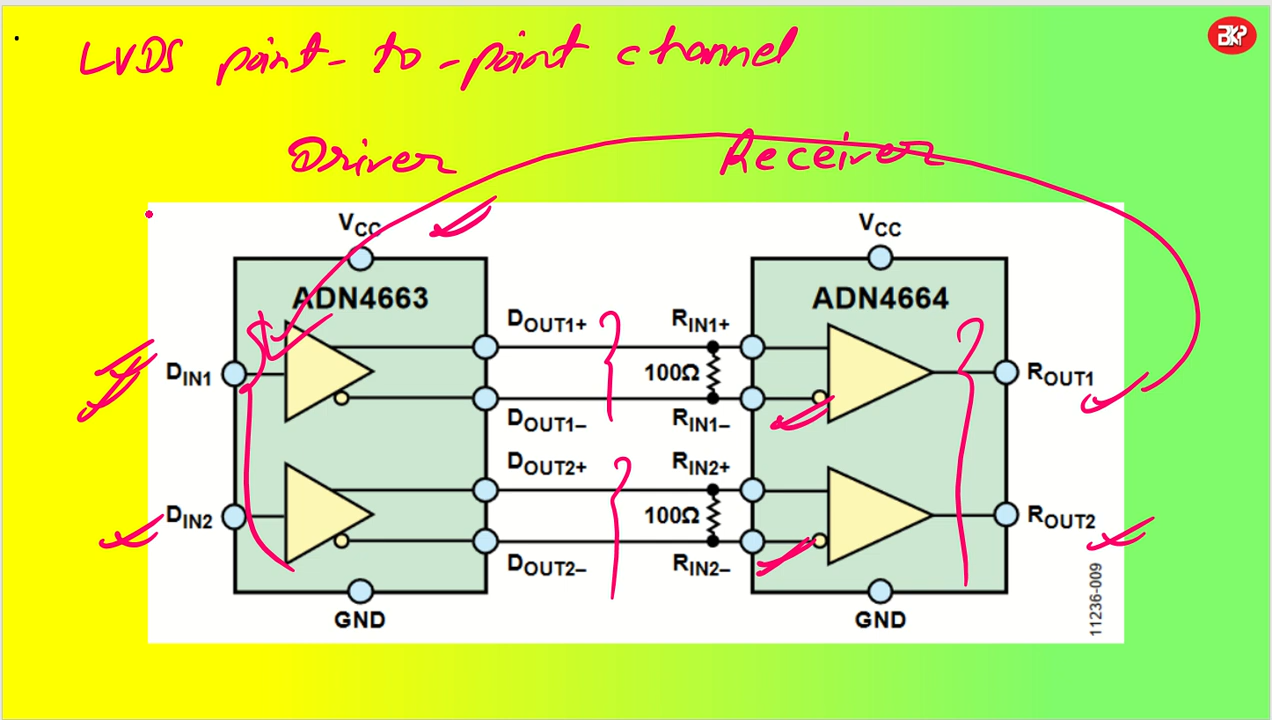 LVDS point-to-point channel
BKP
Driver Receiver
VCC VCC
ADN4663 ADN4664
DOUT1+ RIN1+
DIN1 100Ω ROUT1
DOUT1– RIN1–
DOUT2+ RIN2+
DIN2 100Ω ROUT2
DOUT2– RIN2–
GND GND
11236-009